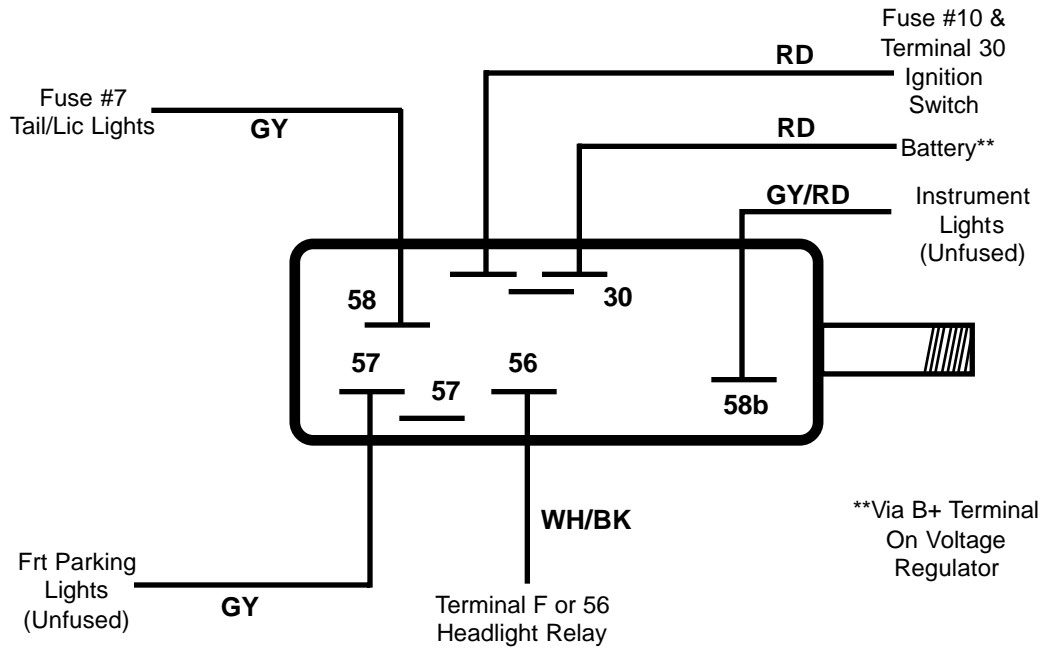 Fuse #10 &
Terminal 30
Ignition
Switch
RD
Fuse #7
Tail/Lic Lights
GY
RD
Battery**
GY/RD
Instrument
Lights
(Unfused)
58
30
57
57
56
58b
WH/BK
**Via B+ Terminal
On Voltage
Regulator
Frt Parking
Lights
(Unfused)
GY
Terminal F or 56
Headlight Relay